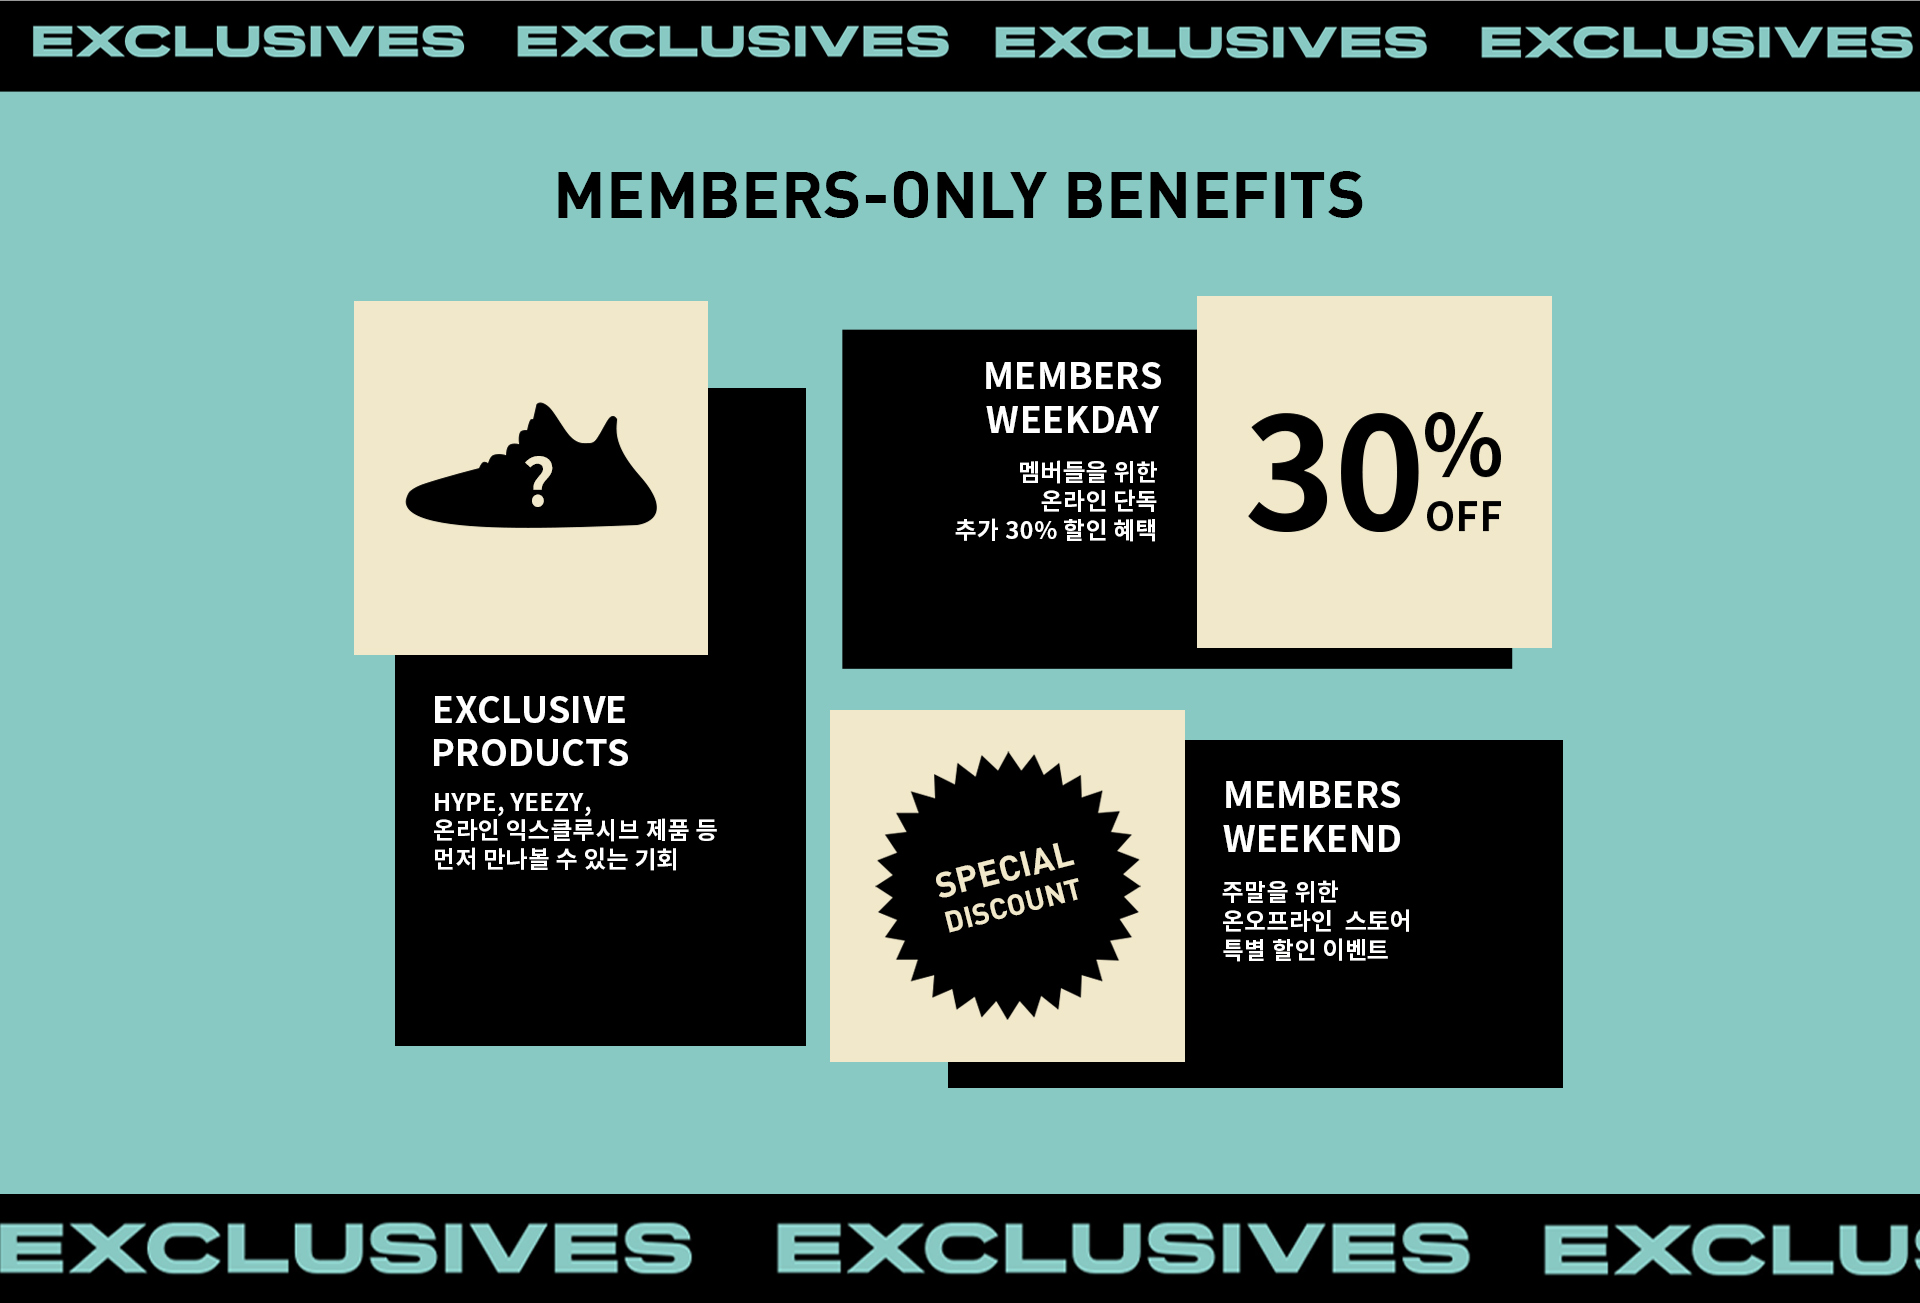 EXCLUSIVES EXCLUSIVES EXCLUSIVES EXCLUSIVES
MEMBERS-ONLY BENEFITS
?
EXCLUSIVE
PRODUCTS
HYPE, YEEZY,
온라인 익스클루시브 제품 등
먼저 만나볼 수 있는 기회
MEMBERS
WEEKDAY
멤버들을 위한
온라인 단독
추가 30% 할인 혜택
30%
OFF
SPECIAL
DISCOUNT
MEMBERS
WEEKEND
주말을 위한
온오프라인 스토어
특별 할인 이벤트
EXCLUSIVES EXCLUSIVES EXCLUS